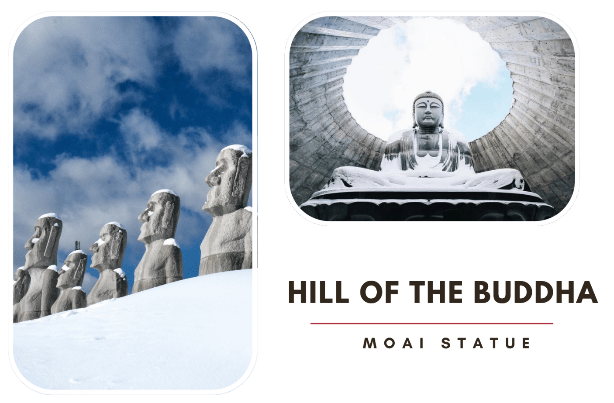 HILL OF THE BUDDHA
MOAI STATUE